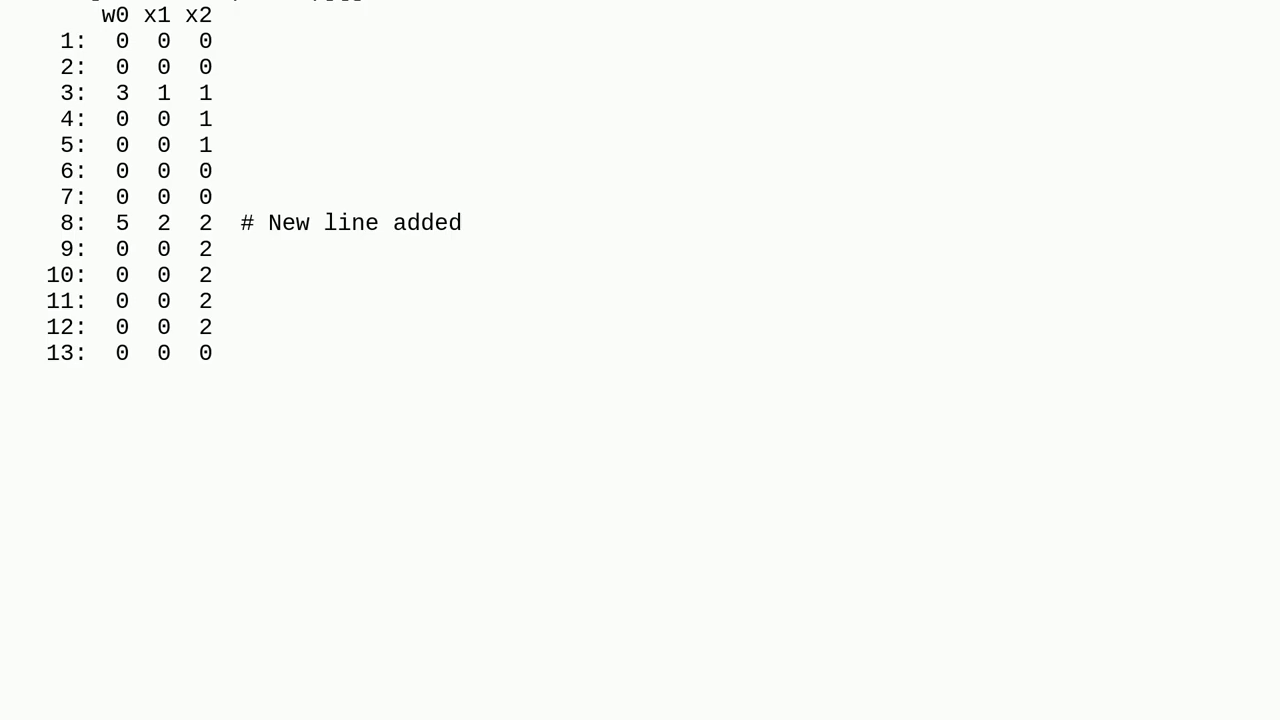 w0 x1 x2
1: 0 0 0
2: 0 0 0
3: 3 1 1
4: 0 0 1
5: 0 0 1
6: 0 0 0
7: 0 0 0
8: 5 2 2 # New line added
9: 0 0 2
10: 0 0 2
11: 0 0 2
12: 0 0 2
13: 0 0 0